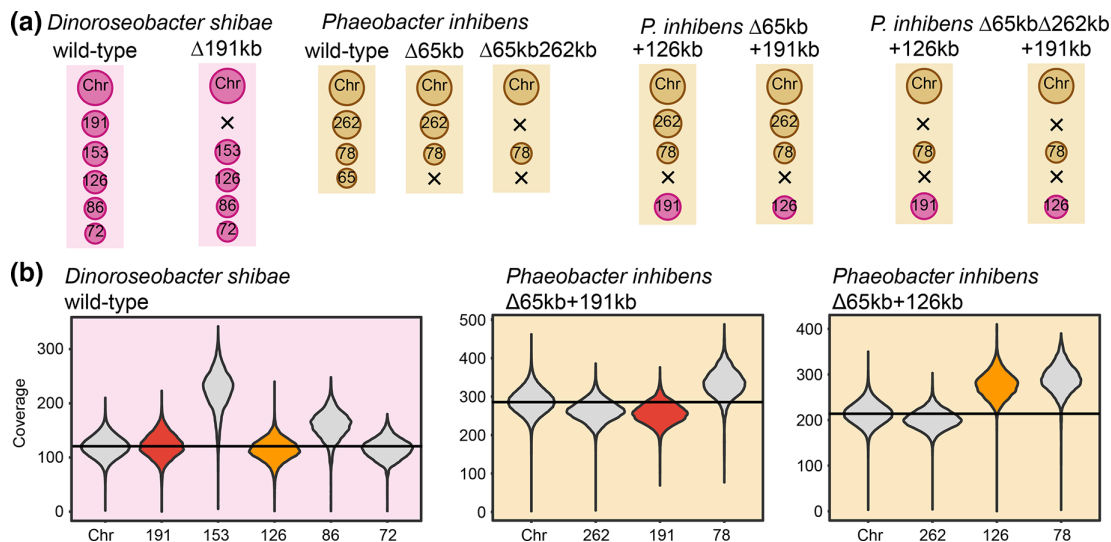 (a)
Dinoroseobacter shibae
wild-type Δ191kb
Chr Chr
191 ×
153 153
126 126
86 86
72 72
Phaeobacter inhibens
wild-type Δ65kb Δ65kb262kb
Chr Chr Chr
262 262 ×
78 78 78
65 × ×
P. inhibens Δ65kb
+126kb +191kb
Chr Chr
262 262
78 78
× ×
191 126
P. inhibens Δ65kbΔ262kb
+126kb +191kb
Chr Chr
× ×
78 78
× ×
191 126
(b)
Dinoroseobacter shibae
wild-type
Coverage
300
200
100
0
Chr 191 153 126 86 72
Phaeobacter inhibens
Δ65kb+191kb
500
400
300
200
100
0
Chr 262 191 78
Phaeobacter inhibens
Δ65kb+126kb
400
300
200
100
0
Chr 262 126 78